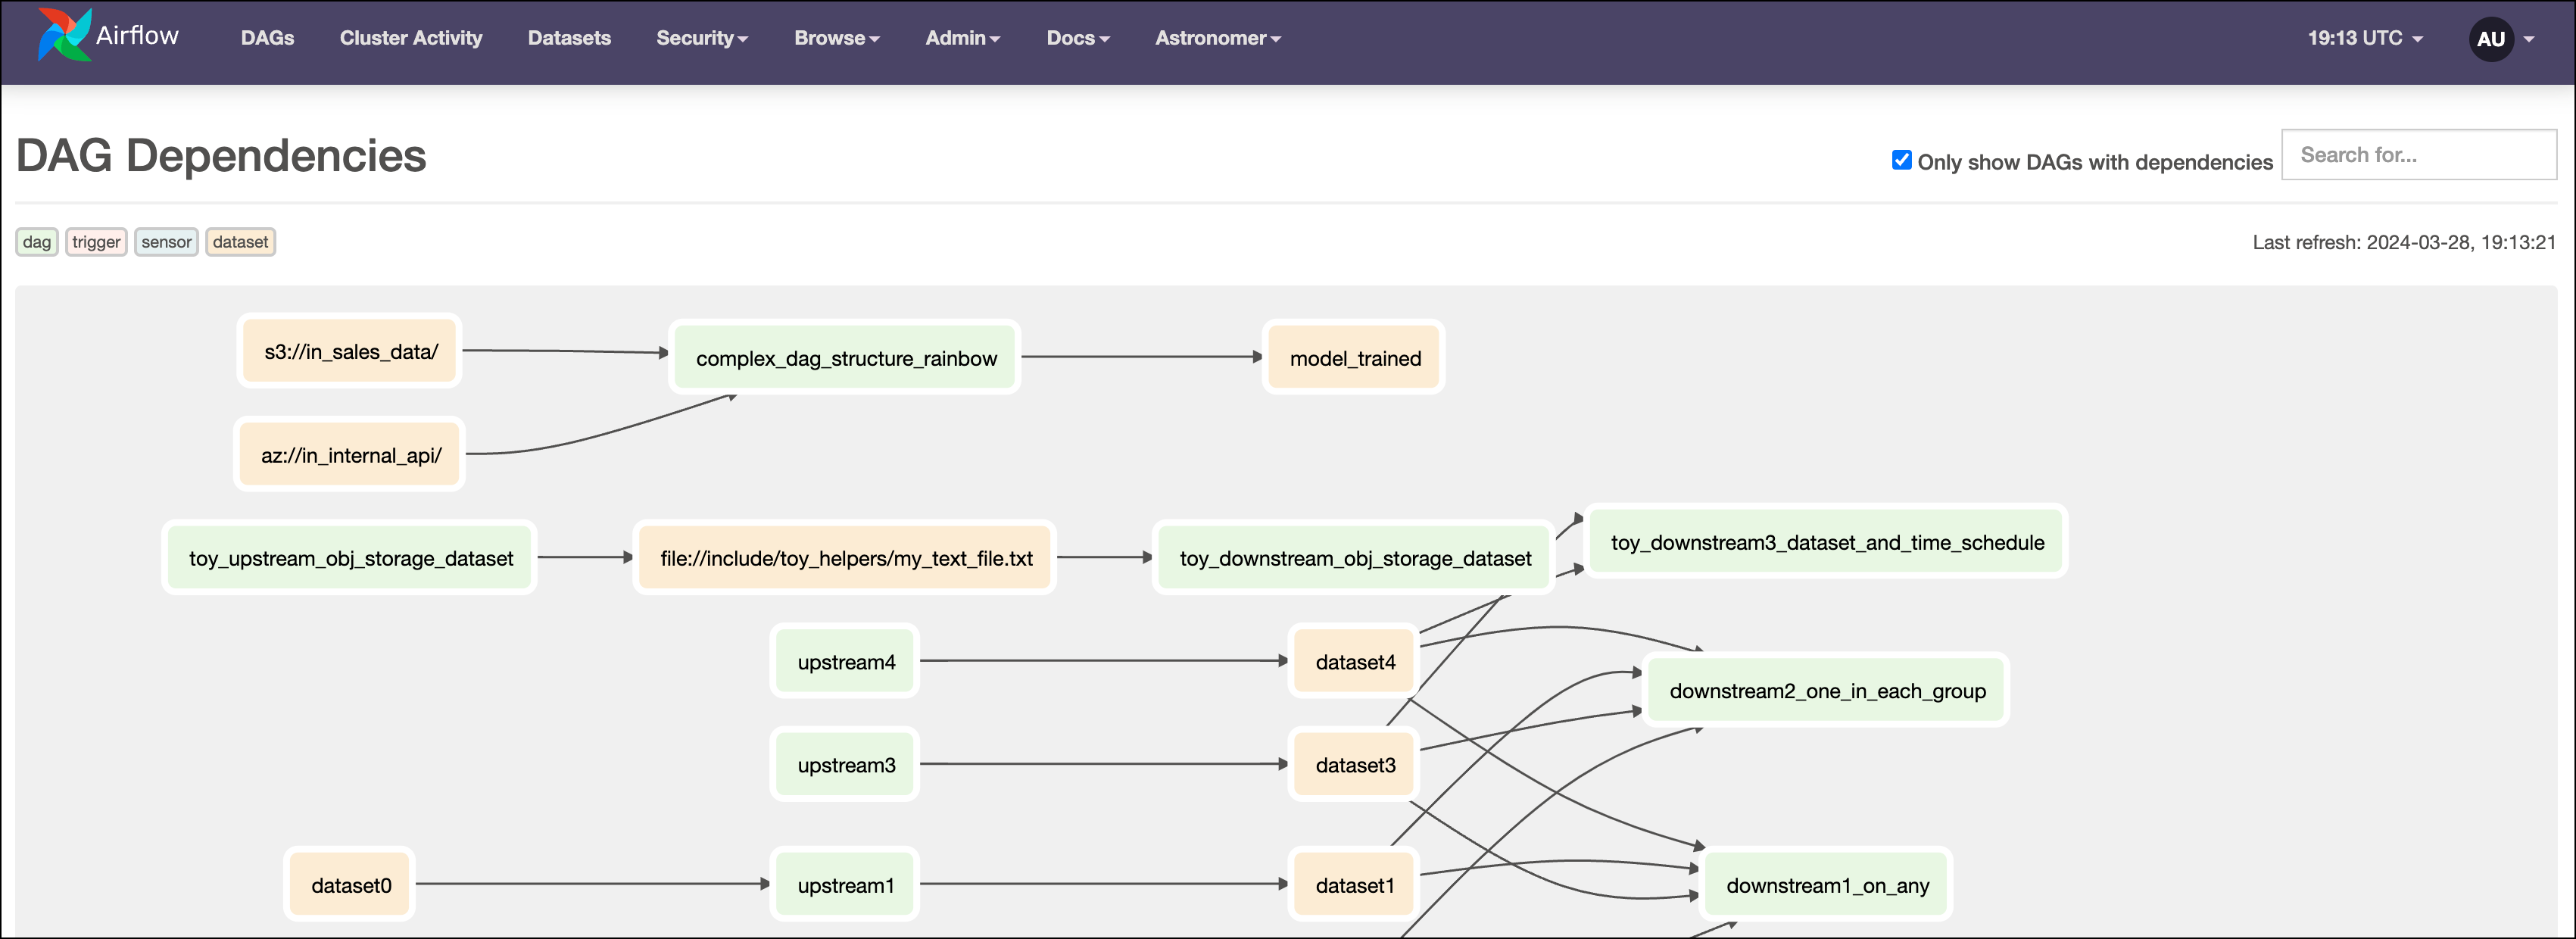 Airflow DAGs Cluster Activity Datasets Security Browse Admin Docs Astronomer 19:13 UTC AU
DAG Dependencies
Only show DAGs with dependencies Search for...
dag trigger sensor dataset
Last refresh: 2024-03-28, 19:13:21
s3://in_sales_data/ complex_dag_structure_rainbow model_trained
az://in_internal_api/
toy_upstream_obj_storage_dataset file://include/toy_helpers/my_text_file.txt toy_downstream_obj_storage_dataset toy_downstream3_dataset_and_time_schedule
upstream4 dataset4
downstream2_one_in_each_group
upstream3 dataset3
dataset0 upstream1 dataset1 downstream1_on_any